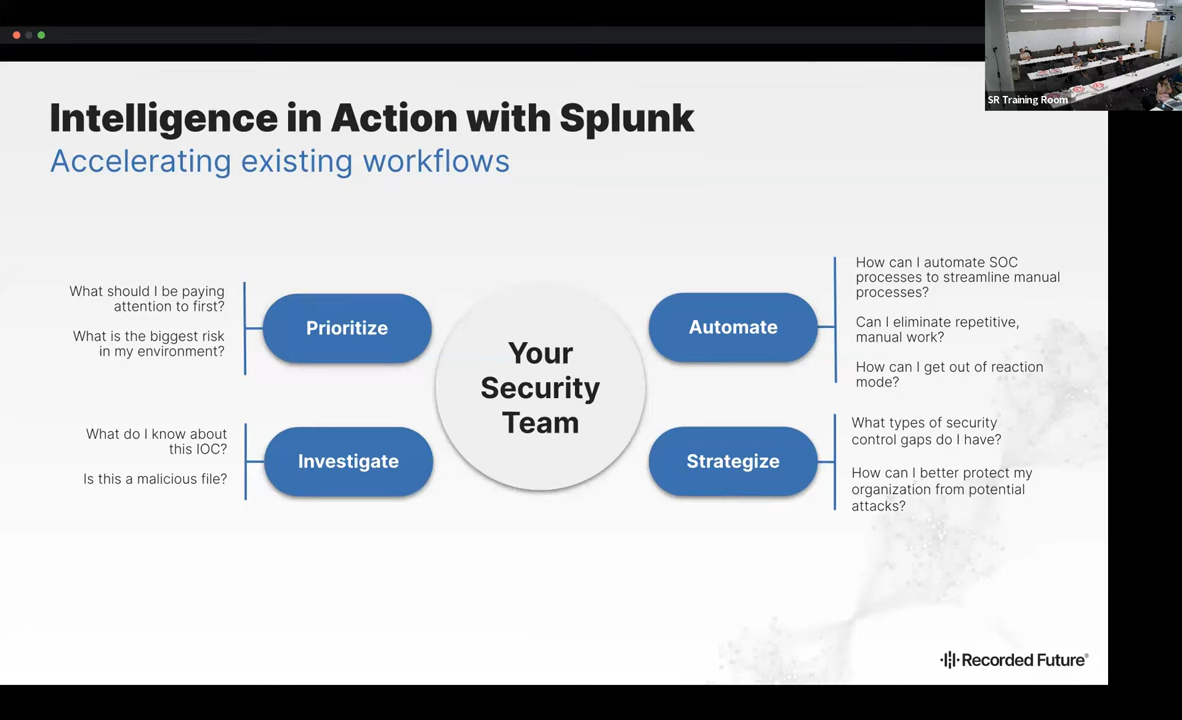 SR Training Room
Intelligence in Action with Splunk
Accelerating existing workflows
What should I be paying
attention to first?
What is the biggest risk
in my environment?
Prioritize
What do I know about
this IOC?
Is this a malicious file?
Investigate
Your
Security
Team
Automate
How can I automate SOC
processes to streamline manual
processes?
Can I eliminate repetitive,
manual work?
How can I get out of reaction
mode?
Strategize
What types of security
control gaps do I have?
How can I better protect my
organization from potential
attacks?
Recorded Future®